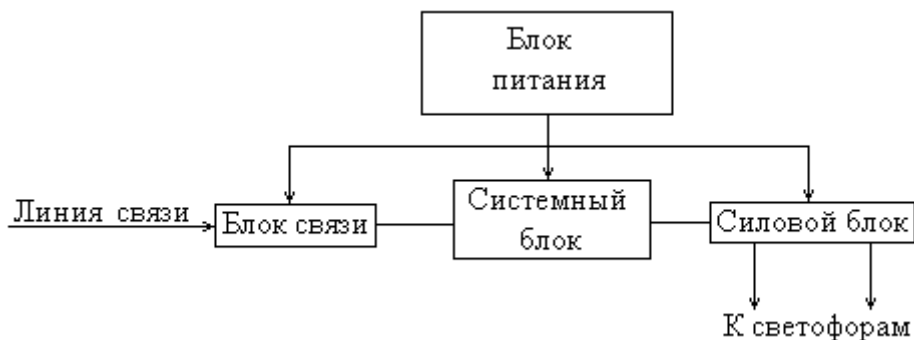 Блок
питания
Линия связи
Блок связи
Системный
блок
Силовой блок
К светофорам